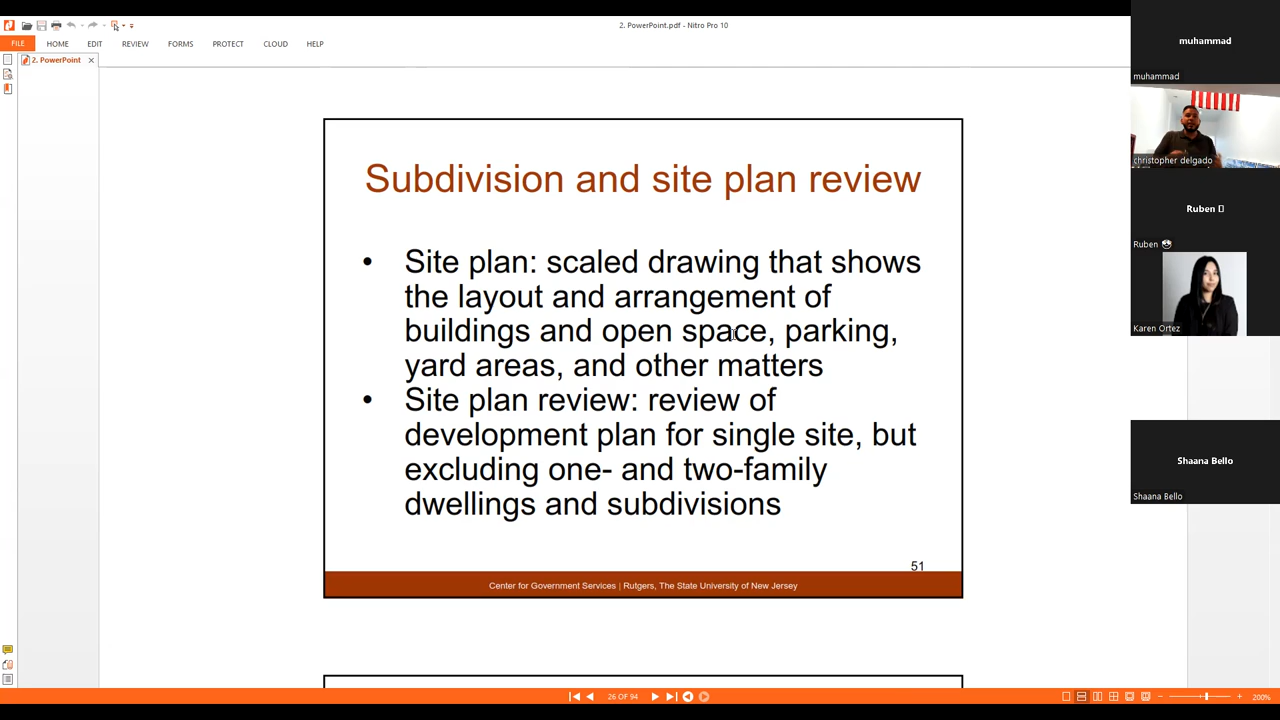 2. PowerPoint.pdf - Nitro Pro 10
FILE HOME EDIT REVIEW FORMS PROTECT CLOUD HELP
2. PowerPoint
Subdivision and site plan review
• Site plan: scaled drawing that shows
the layout and arrangement of
buildings and open space, parking,
yard areas, and other matters
• Site plan review: review of
development plan for single site, but
excluding one- and two-family
dwellings and subdivisions
51
Center for Government Services | Rutgers, The State University of New Jersey
26 OF 94
200%
muhammad
muhammad
christopher delgado
Ruben
Ruben
Karen Ortez
Shaana Bello
Shaana Bello